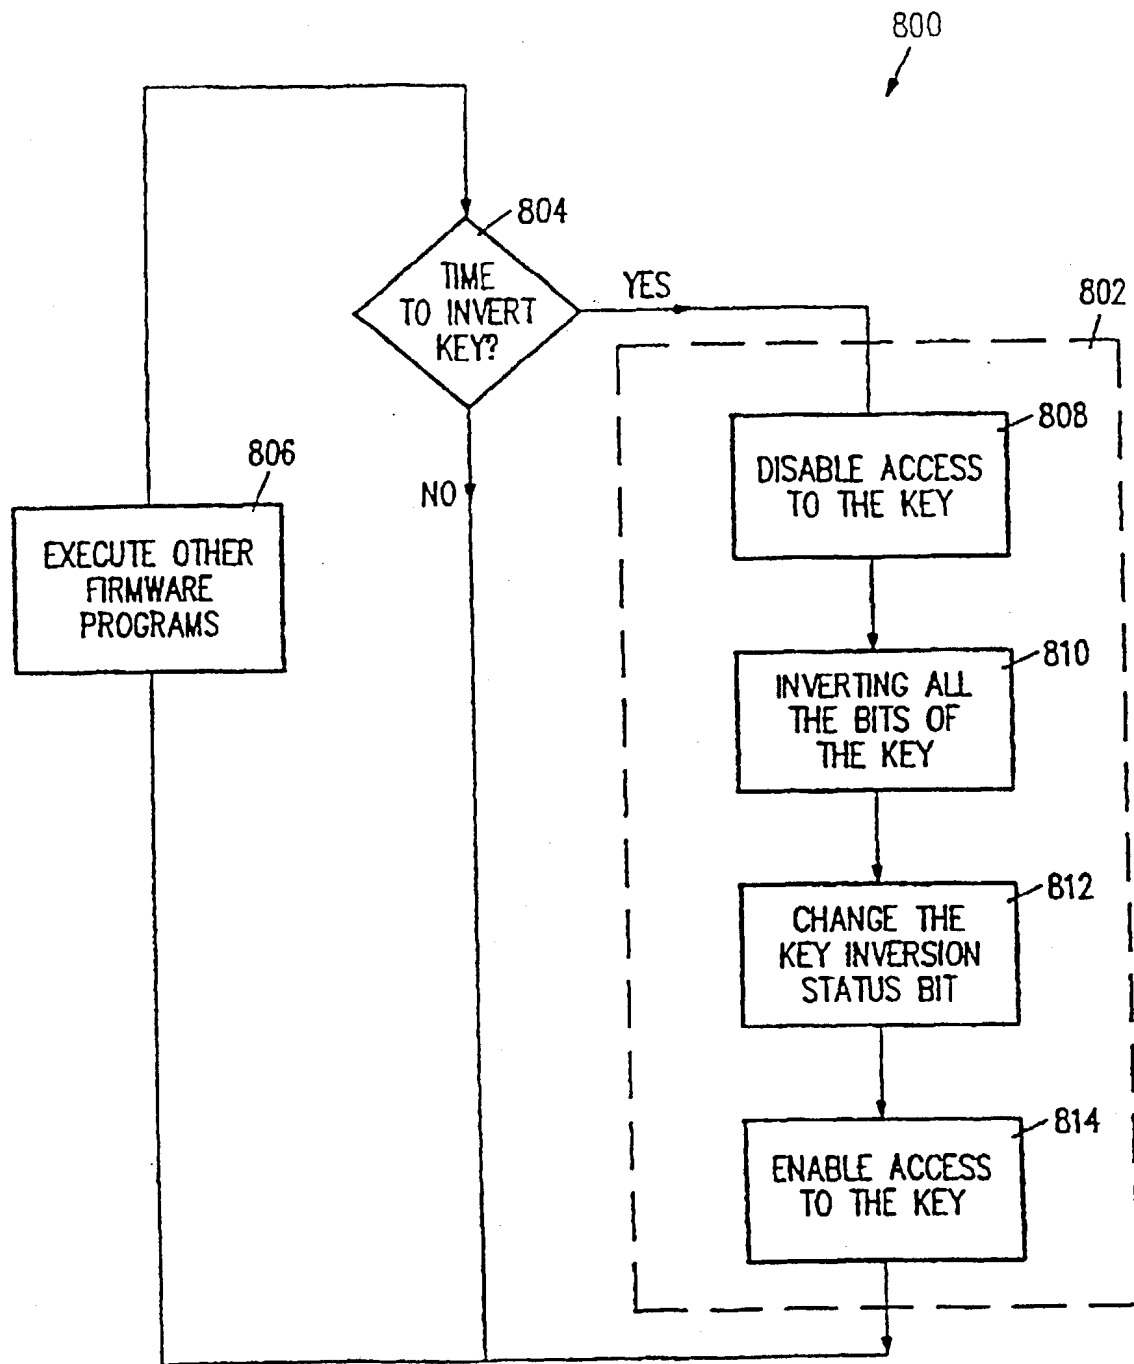 800
804
TIME
TO INVERT
KEY?
YES
802
808
DISABLE ACCESS
TO THE KEY
NO
806
EXECUTE OTHER
FIRMWARE
PROGRAMS
810
INVERTING ALL
THE BITS OF
THE KEY
812
CHANGE THE
KEY INVERSION
STATUS BIT
814
ENABLE ACCESS
TO THE KEY